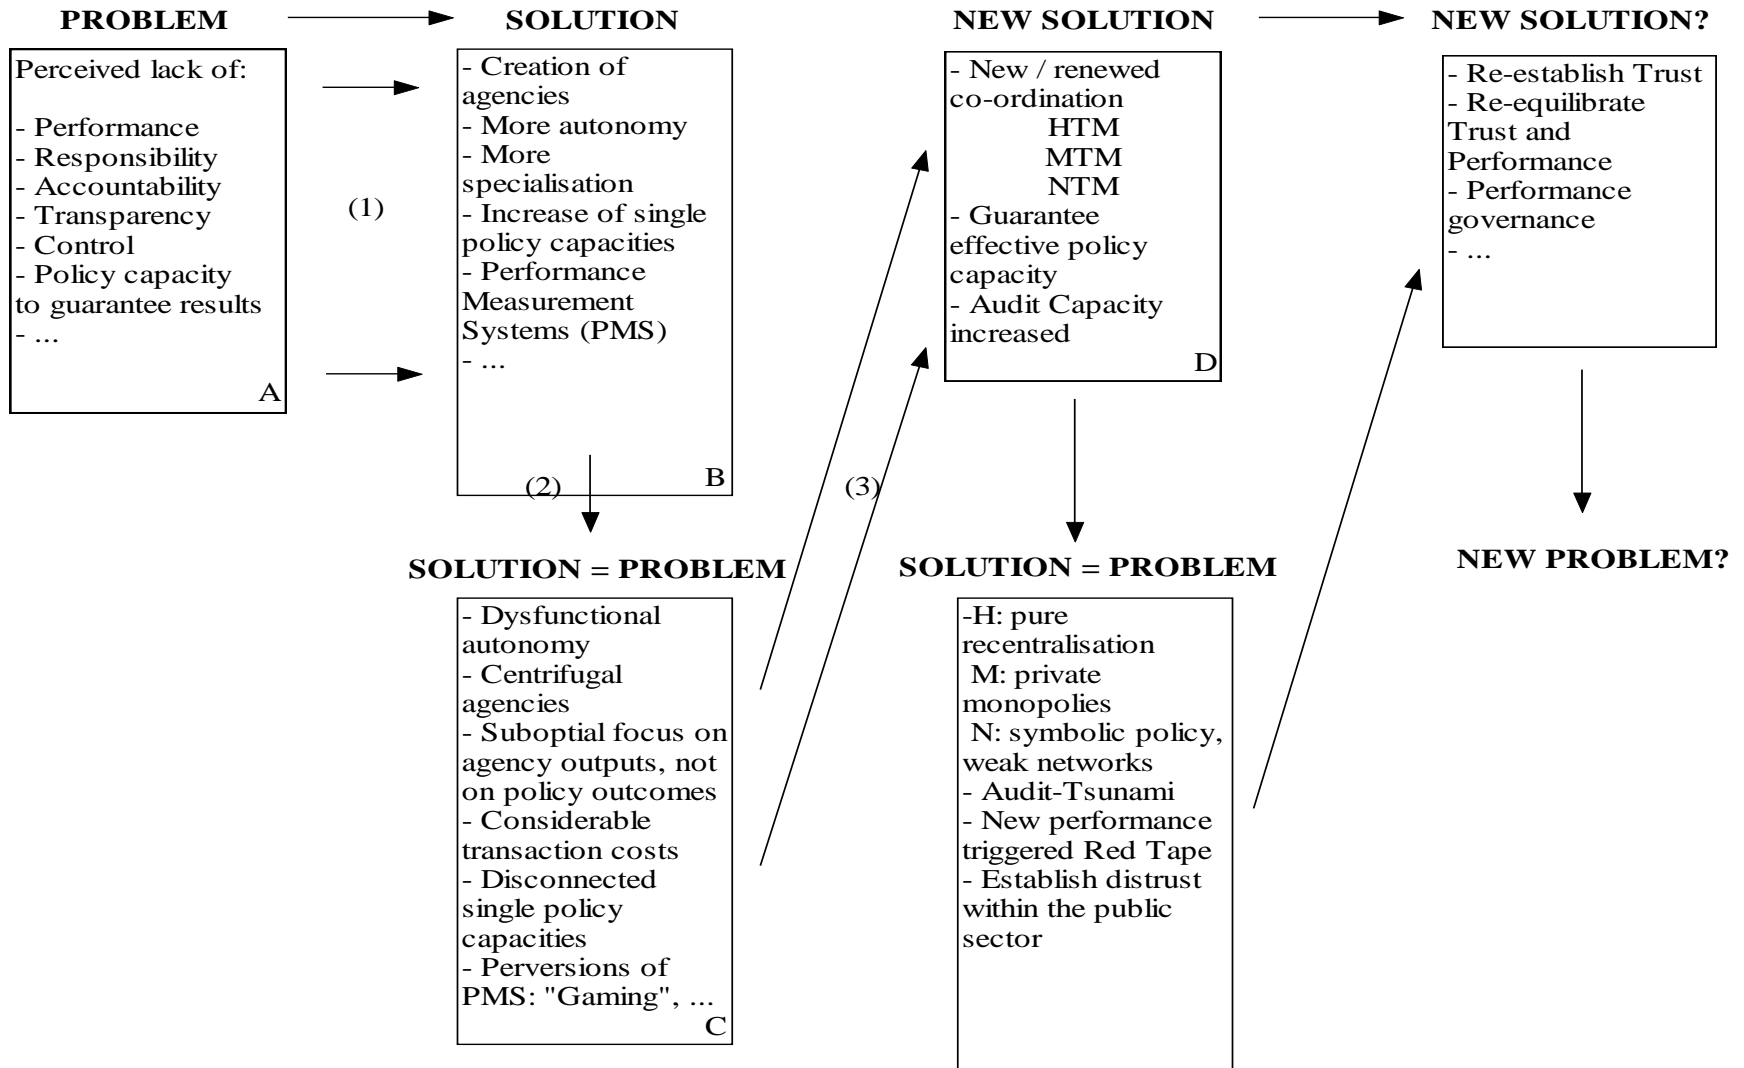 PROBLEM
Perceived lack of:
- Performance
- Responsibility
- Accountability
- Transparency
- Control
- Policy capacity
to guarantee results
- ...
A
(1)
SOLUTION
- Creation of
agencies
- More autonomy
- More
specialisation
- Increase of single
policy capacities
- Performance
Measurement
Systems (PMS)
- ...
B
(2)
SOLUTION = PROBLEM
- Dysfunctional
autonomy
- Centrifugal
agencies
- Suboptial focus on
agency outputs, not
on policy outcomes
- Considerable
transaction costs
- Disconnected
single policy
capacities
- Perversions of
PMS: "Gaming", ...
C
(3)
NEW SOLUTION
- New / renewed
co-ordination
HTM
MTM
NTM
- Guarantee
effective policy
capacity
- Audit Capacity
increased
D
SOLUTION = PROBLEM
-H: pure
recentralisation
M: private
monopolies
N: symbolic policy,
weak networks
- Audit-Tsunami
- New performance
triggered Red Tape
- Establish distrust
within the public
sector
NEW SOLUTION?
- Re-establish Trust
- Re-equilibrate
Trust and
Performance
- Performance
governance
- ...
NEW PROBLEM?